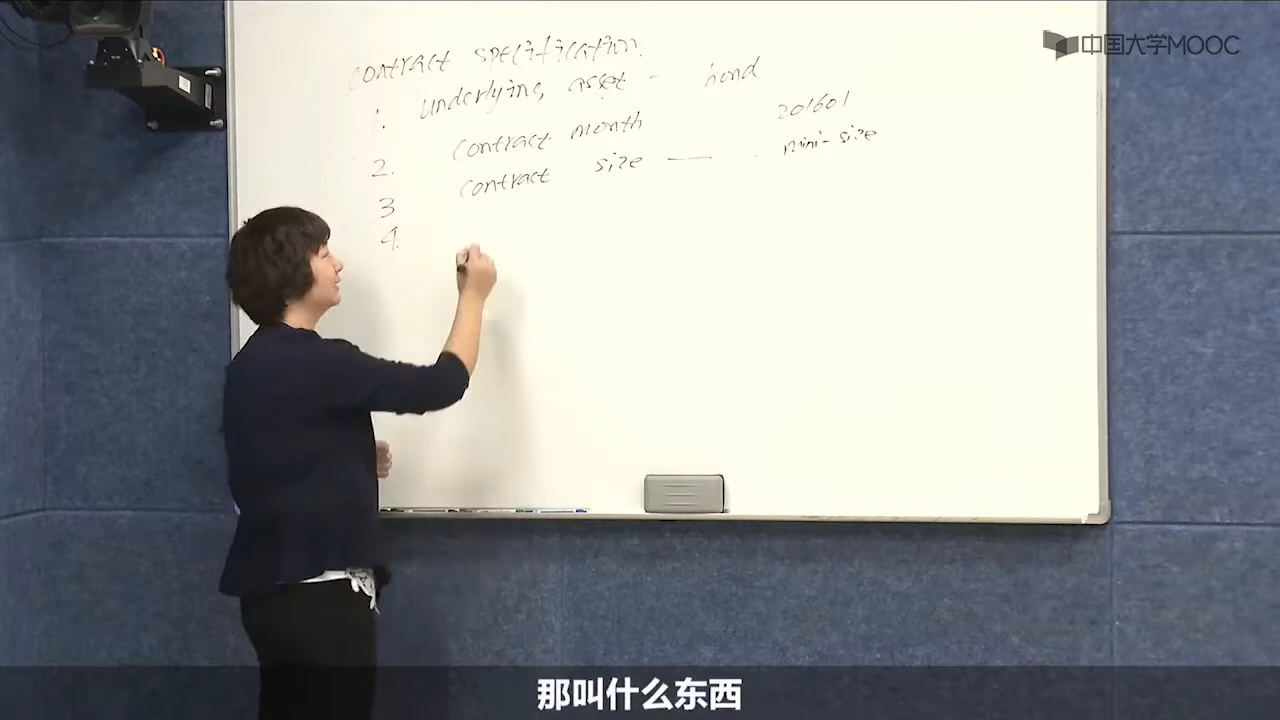 中国大学MOOC
contract specification.
1. underlying asset - bond
2. contract month 201601
3 contract size — mini-size
4.
那叫什么东西